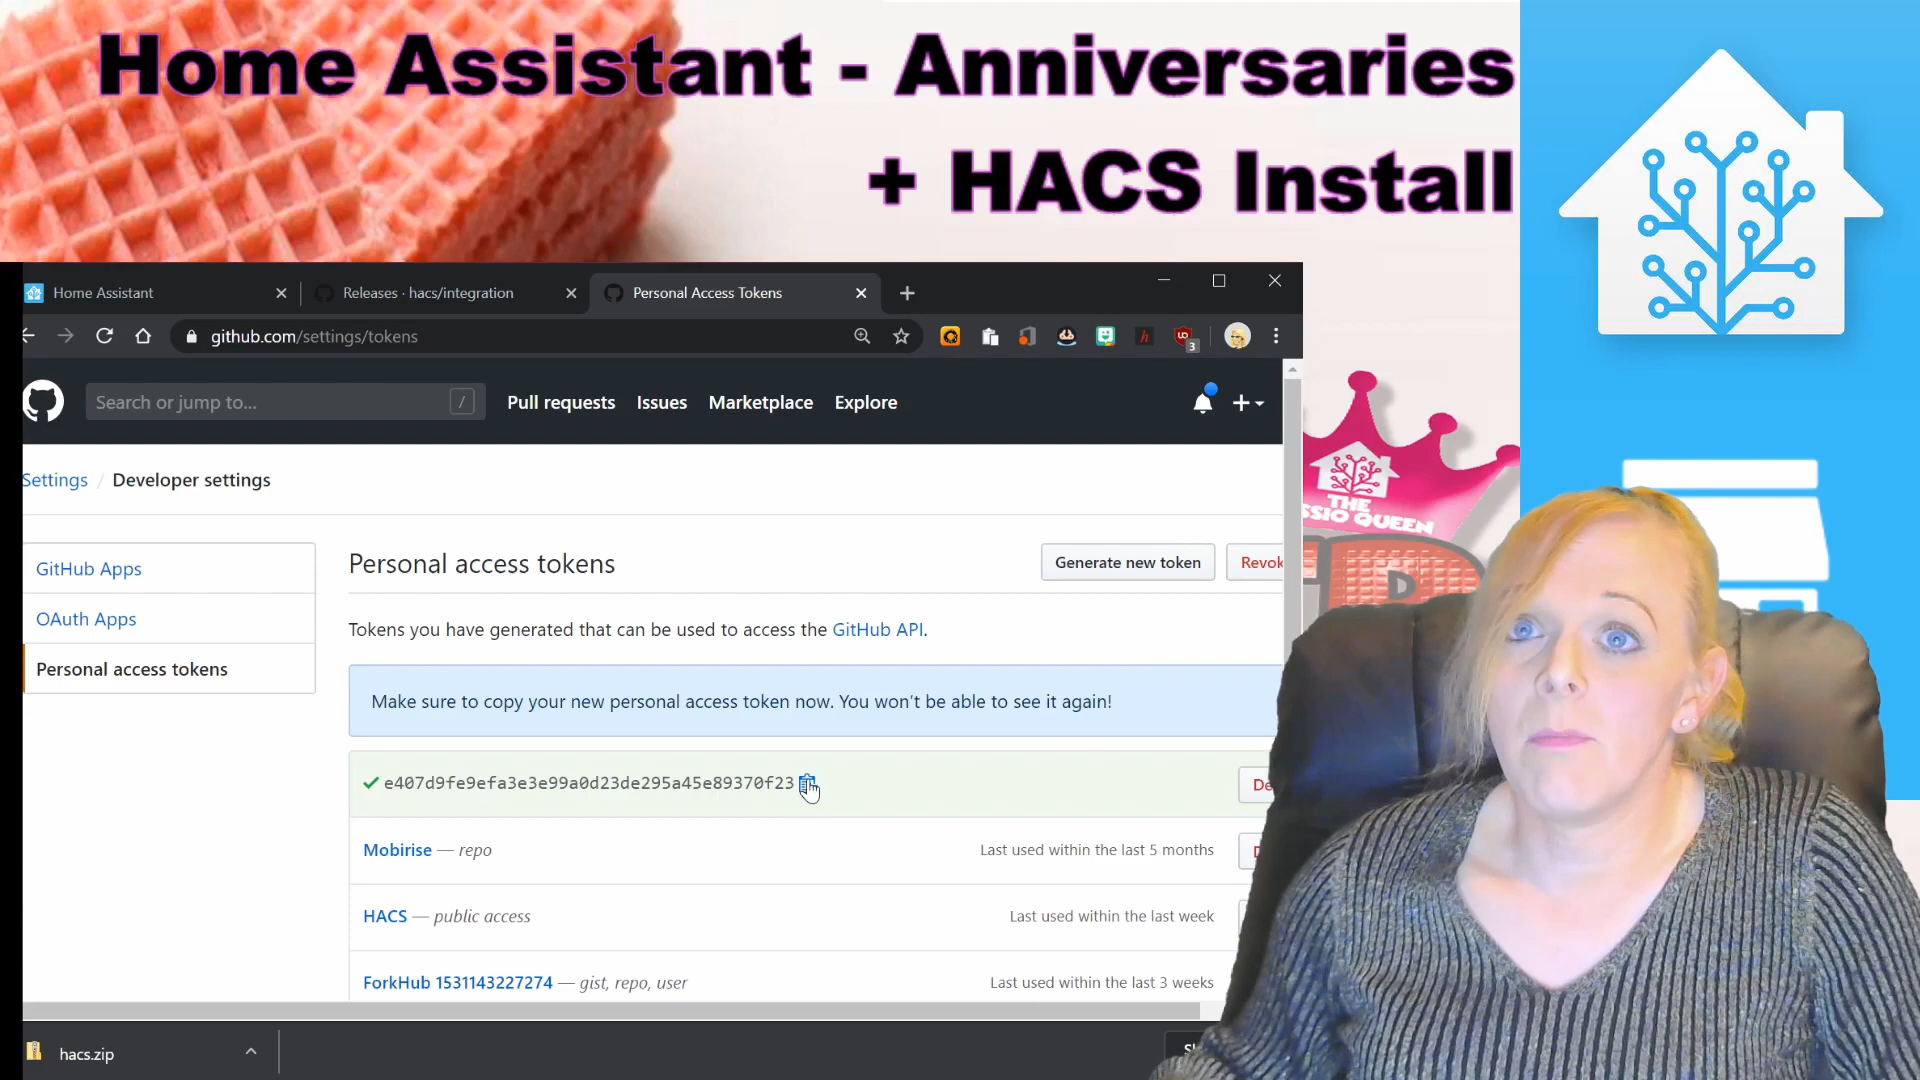 Home Assistant - Anniversaries
+ HACS Install
Home Assistant
Releases · hacs/integration
Personal Access Tokens
github.com/settings/tokens
3
Search or jump to...
/
Pull requests
Issues
Marketplace
Explore
Settings / Developer settings
GitHub Apps
OAuth Apps
Personal access tokens
Personal access tokens
Generate new token
Revok
Tokens you have generated that can be used to access the GitHub API.
Make sure to copy your new personal access token now. You won't be able to see it again!
e407d9fe9efa3e3e99a0d23de295a45e89370f23
De
Mobirise — repo
Last used within the last 5 months
HACS — public access
Last used within the last week
ForkHub 1531143227274 — gist, repo, user
Last used within the last 3 weeks
hacs.zip
THE
SSIO QUEEN
D